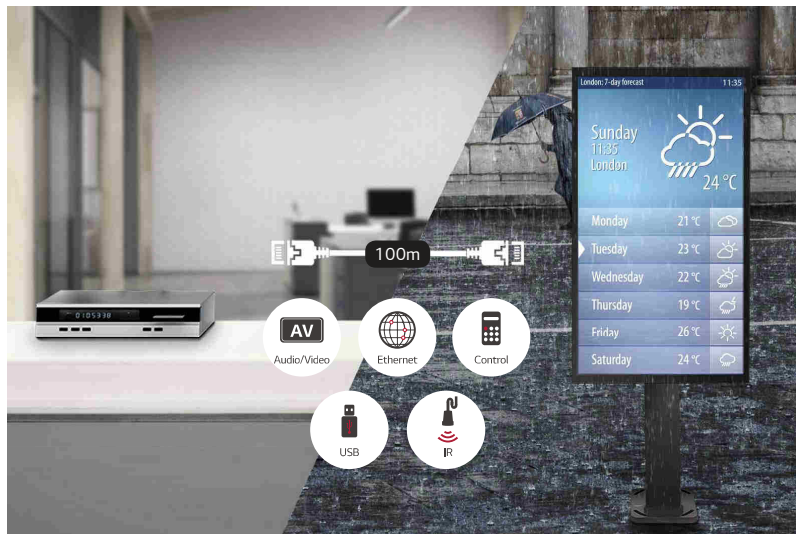 London: 7-day forecast 11:35
Sunday
11:35
London
24 °C
Monday 21 °C
Tuesday 23 °C
Wednesday 22 °C
Thursday 19 °C
Friday 26 °C
Saturday 24 °C
100m
0105338
AV
Audio/Video
Ethernet
Control
USB
IR